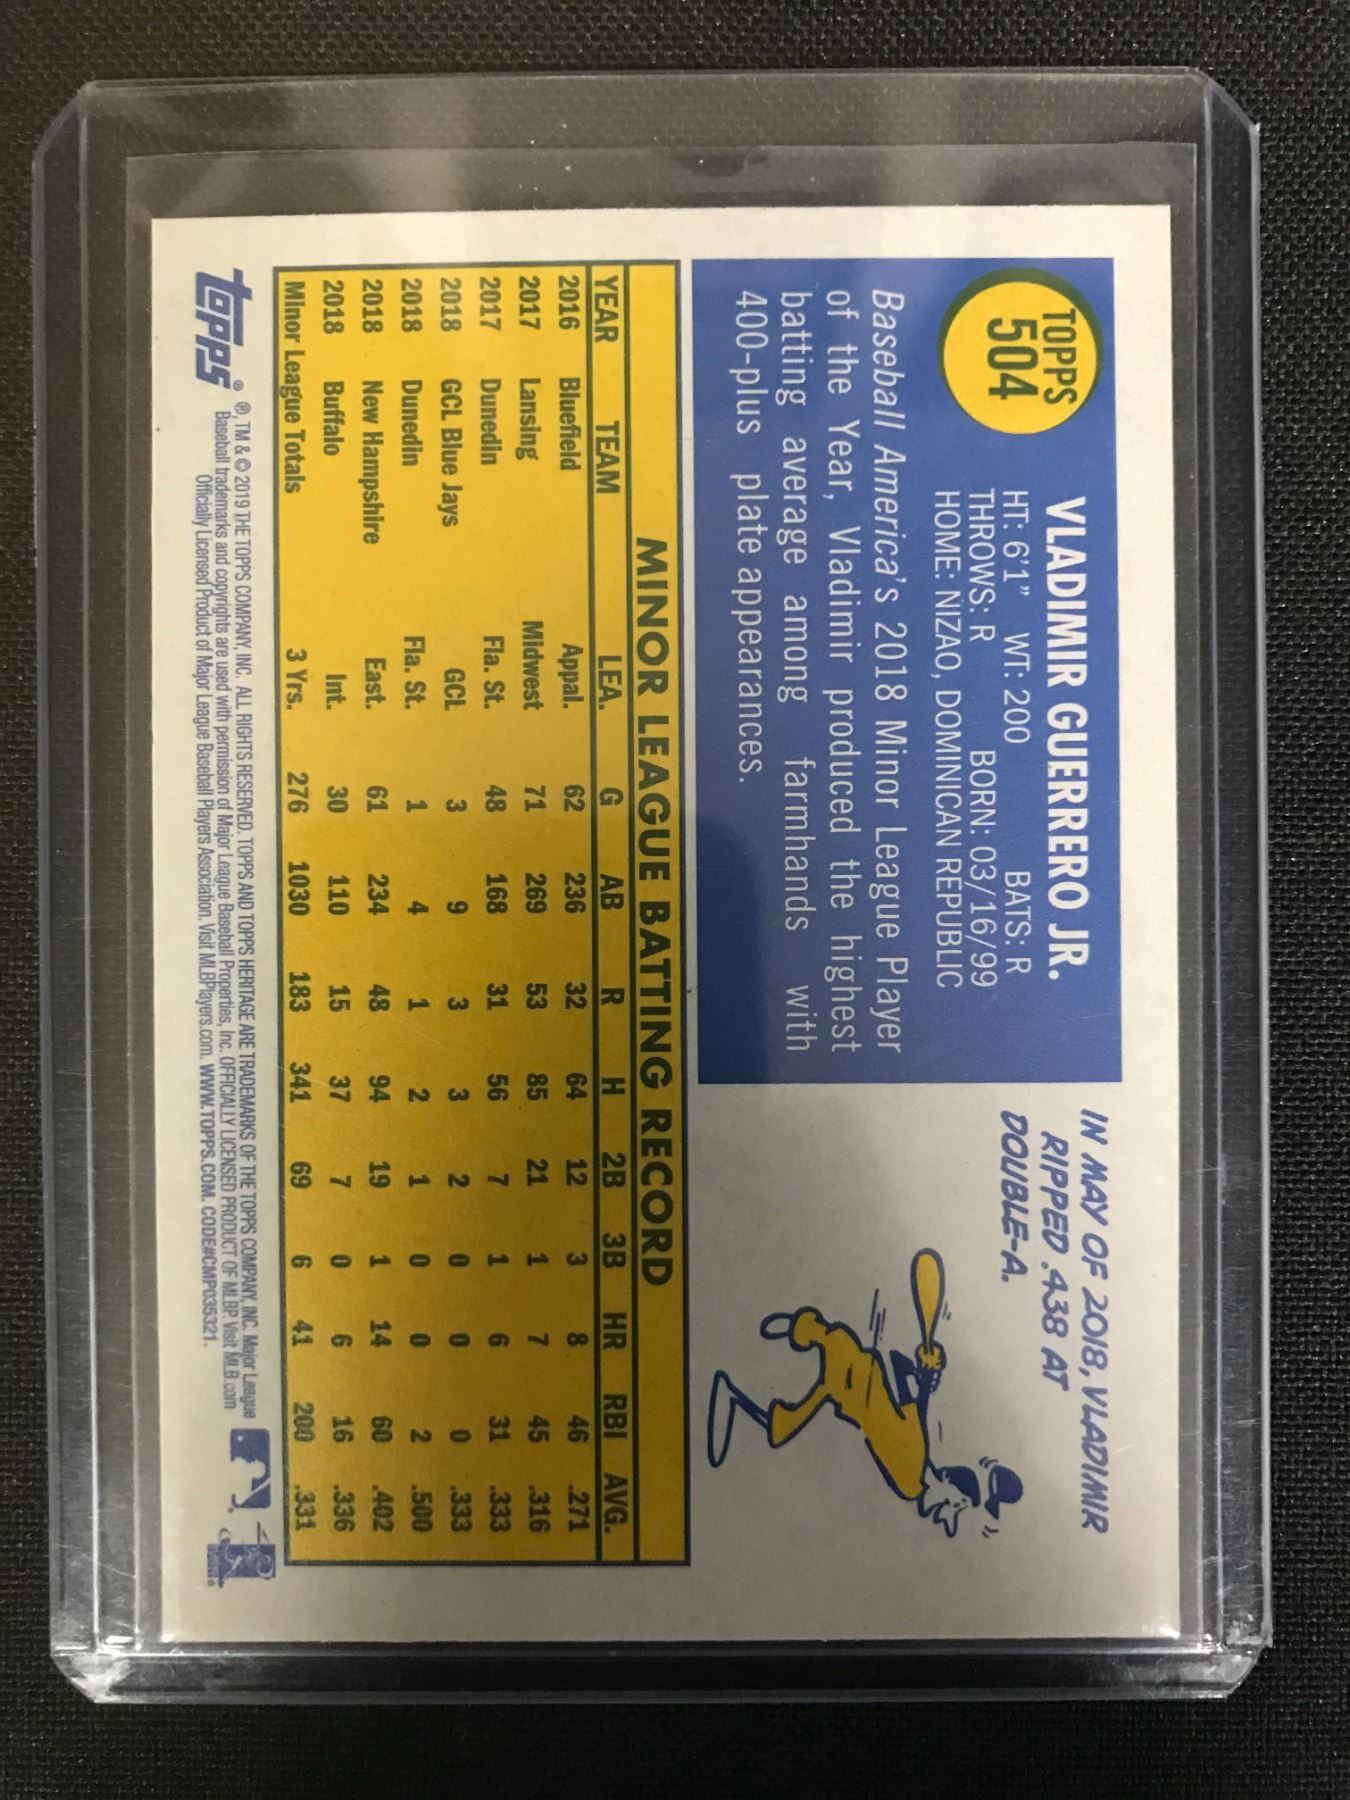 TOPPS
504
VLADIMIR GUERRERO JR.
HT: 6'1" WT: 200 BATS: R
THROWS: R BORN: 03/16/99
HOME: NIZAO, DOMINICAN REPUBLIC
Baseball America's 2018 Minor League Player
of the Year, Vladimir produced the highest
batting average among farmhands with
400-plus plate appearances.
IN MAY OF 2018, VLADIMIR
RIPPED .438 AT
DOUBLE-A.
MINOR LEAGUE BATTING RECORD
YEAR TEAM LEA. G AB R H 2B 3B HR RBI AVG.
2016 Bluefield Appal. 62 236 32 64 12 3 8 46 .271
2017 Lansing Midwest 71 269 53 85 21 1 7 45 .316
2017 Dunedin Fla. St. 48 168 31 56 7 1 6 31 .333
2018 GCL Blue Jays GCL 3 9 3 3 2 0 0 0 .333
2018 Dunedin Fla. St. 1 4 1 2 1 0 0 2 .500
2018 New Hampshire East. 61 234 48 94 19 1 14 60 .402
2018 Buffalo Int. 30 110 15 37 7 0 6 16 .336
Minor League Totals 3 Yrs. 276 1030 183 341 69 6 41 200 .331
topps®
®, TM & © 2019 THE TOPPS COMPANY, INC. ALL RIGHTS RESERVED. TOPPS AND TOPPS HERITAGE ARE TRADEMARKS OF THE TOPPS COMPANY, INC. Major League
Baseball trademarks and copyrights are used with permission of Major League Baseball Properties, Inc. OFFICIALLY LICENSED PRODUCT OF MLBP. Visit MLB.com
Officially Licensed Product of Major League Baseball Players Association. Visit MLBPlayers.com. WWW.TOPPS.COM. CODE#CMP035321.